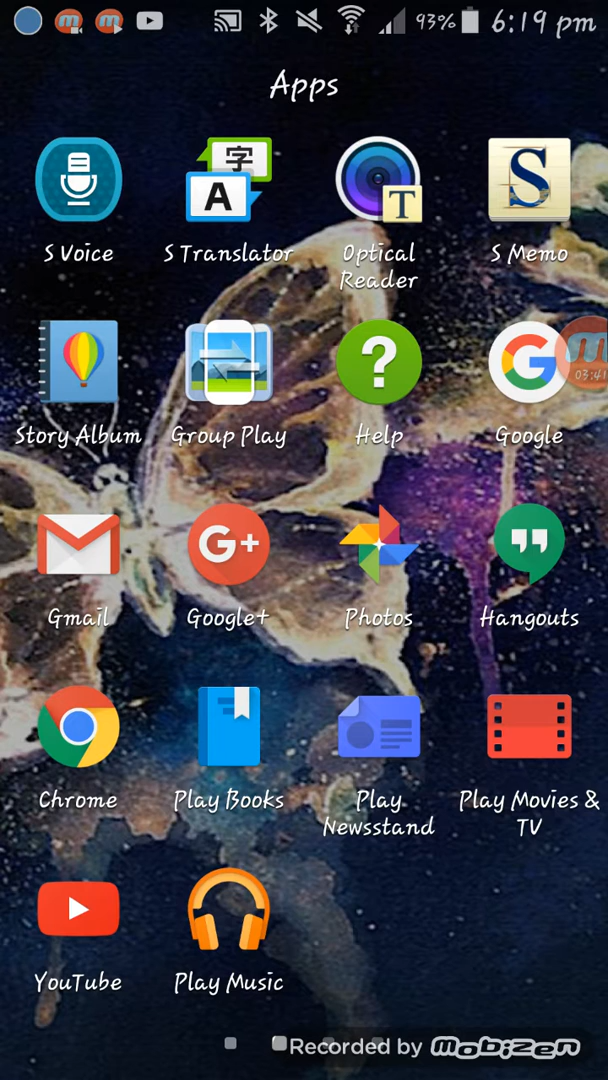 93% 6:19 pm
Apps
字
A
T
S
S Voice
S Translator
Optical
Reader
S Memo
?
G
03:41
Story Album
Group Play
Help
Google
G+
Gmail
Google+
Photos
Hangouts
Chrome
Play Books
Play
Newsstand
Play Movies &
TV
YouTube
Play Music
Recorded by mobizen